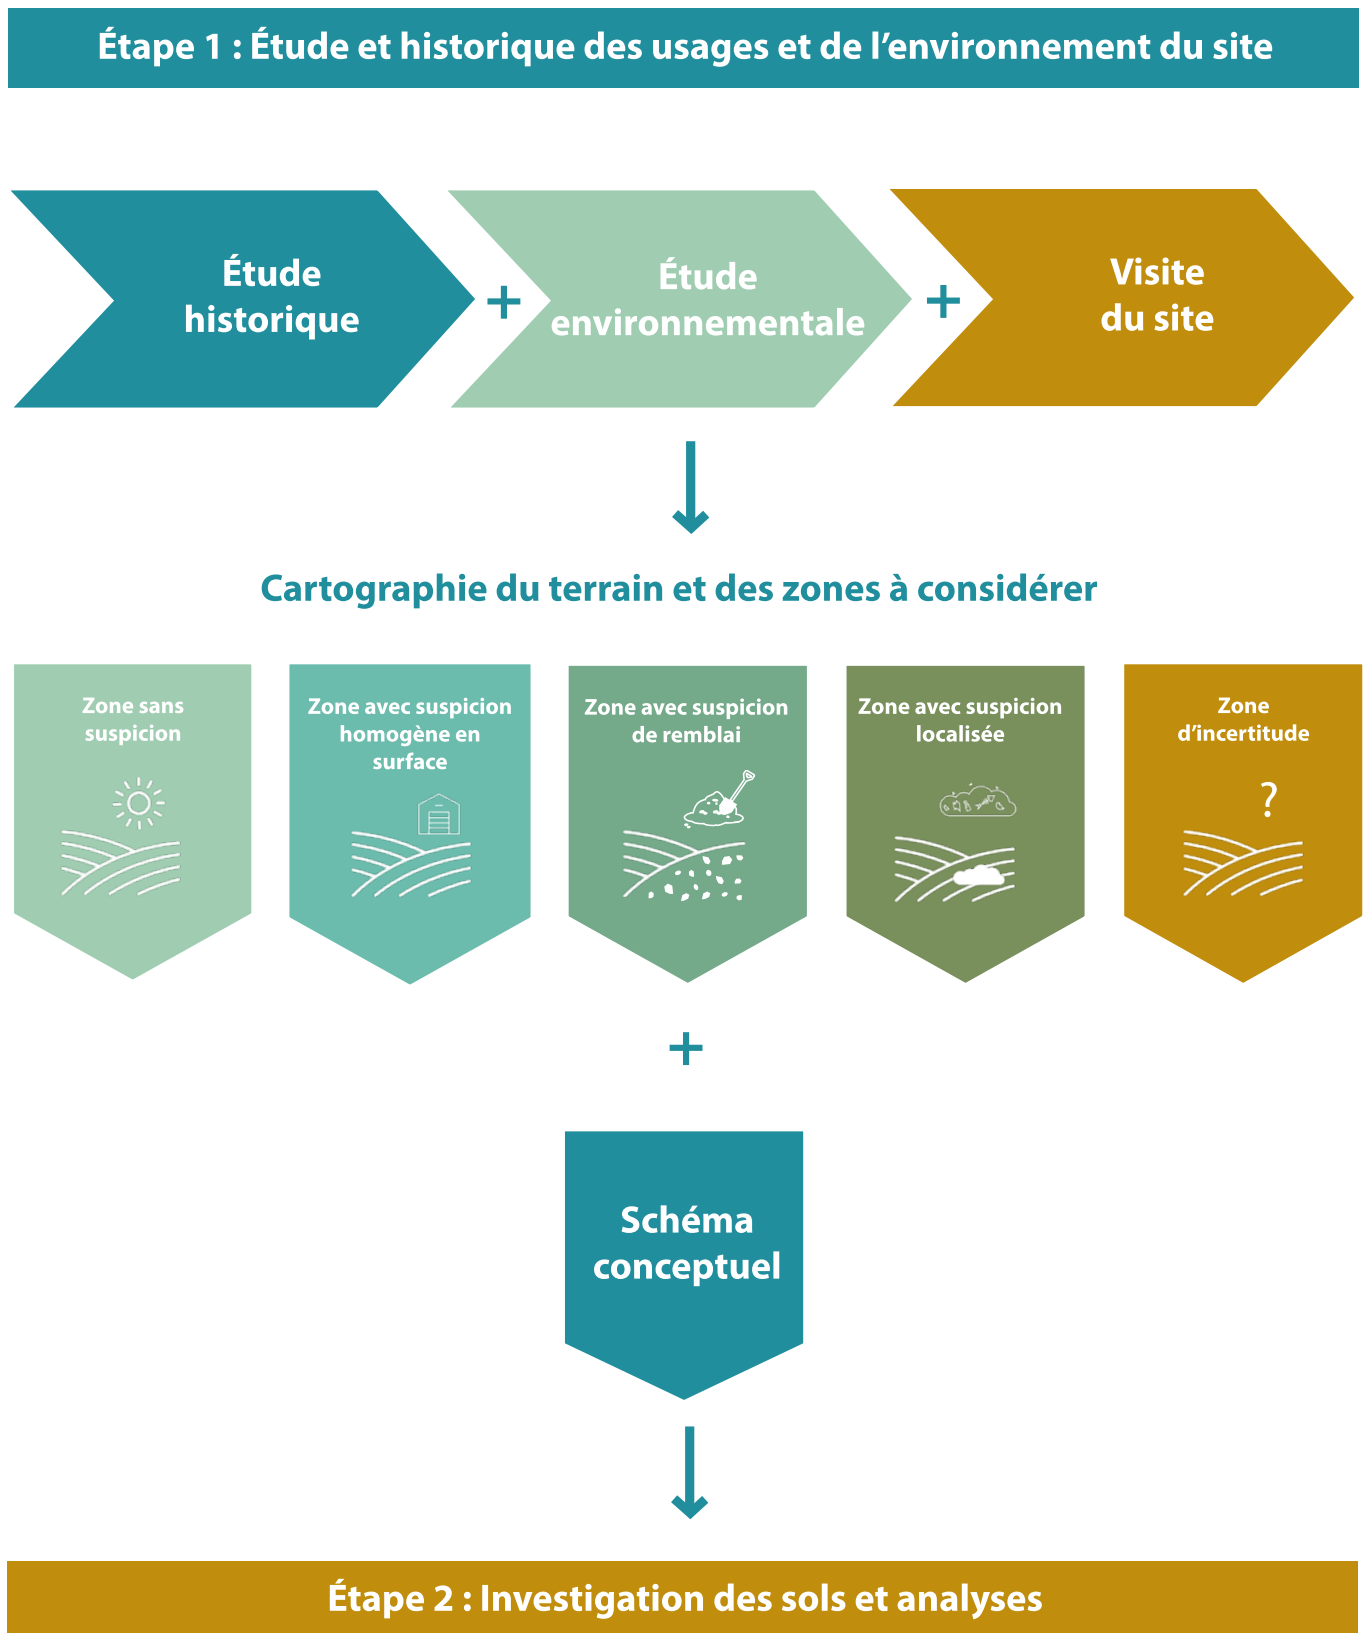 Étape 1 : Étude et historique des usages et de l’environnement du site
Étude
historique
+
Étude
environnementale
+
Visite
du site
Cartographie du terrain et des zones à considérer
Zone sans
suspicion
Zone avec suspicion
homogène en
surface
Zone avec suspicion
de remblai
Zone avec suspicion
localisée
Zone
d’incertitude
?
+
Schéma
conceptuel
Étape 2 : Investigation des sols et analyses